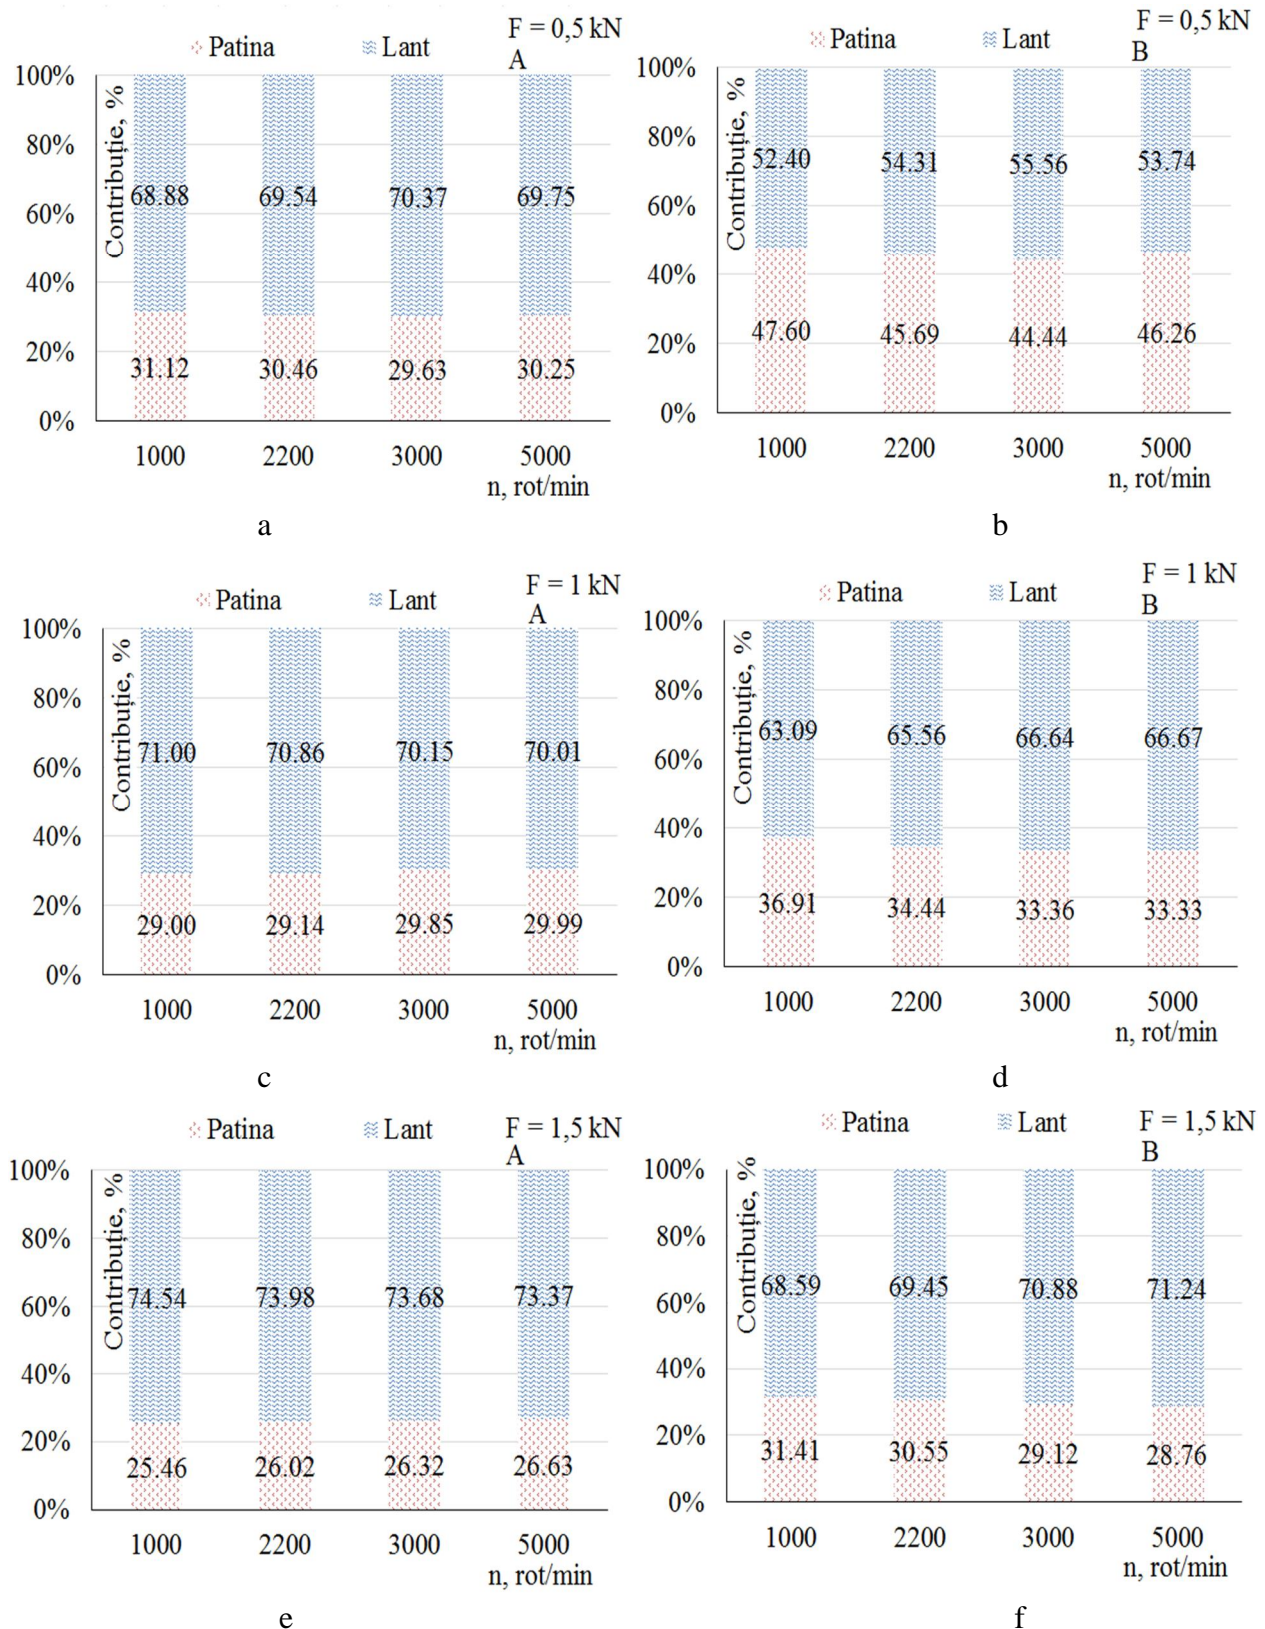 Patina Lant F = 0,5 kN
A
Contribuție, %
100%
80%
60%
40%
20%
0%
68.88 69.54 70.37 69.75
31.12 30.46 29.63 30.25
1000 2200 3000 5000
n, rot/min
a
Patina Lant F = 0,5 kN
B
Contribuție, %
100%
80%
60%
40%
20%
0%
52.40 54.31 55.56 53.74
47.60 45.69 44.44 46.26
1000 2200 3000 5000
n, rot/min
b
Patina Lant F = 1 kN
A
Contribuție, %
100%
80%
60%
40%
20%
0%
71.00 70.86 70.15 70.01
29.00 29.14 29.85 29.99
1000 2200 3000 5000
n, rot/min
c
Patina Lant F = 1 kN
B
Contribuție, %
100%
80%
60%
40%
20%
0%
63.09 65.56 66.64 66.67
36.91 34.44 33.36 33.33
1000 2200 3000 5000
n, rot/min
d
Patina Lant F = 1,5 kN
A
Contribuție, %
100%
80%
60%
40%
20%
0%
74.54 73.98 73.68 73.37
25.46 26.02 26.32 26.63
1000 2200 3000 5000
n, rot/min
e
Patina Lant F = 1,5 kN
B
Contribuție, %
100%
80%
60%
40%
20%
0%
68.59 69.45 70.88 71.24
31.41 30.55 29.12 28.76
1000 2200 3000 5000
n, rot/min
f